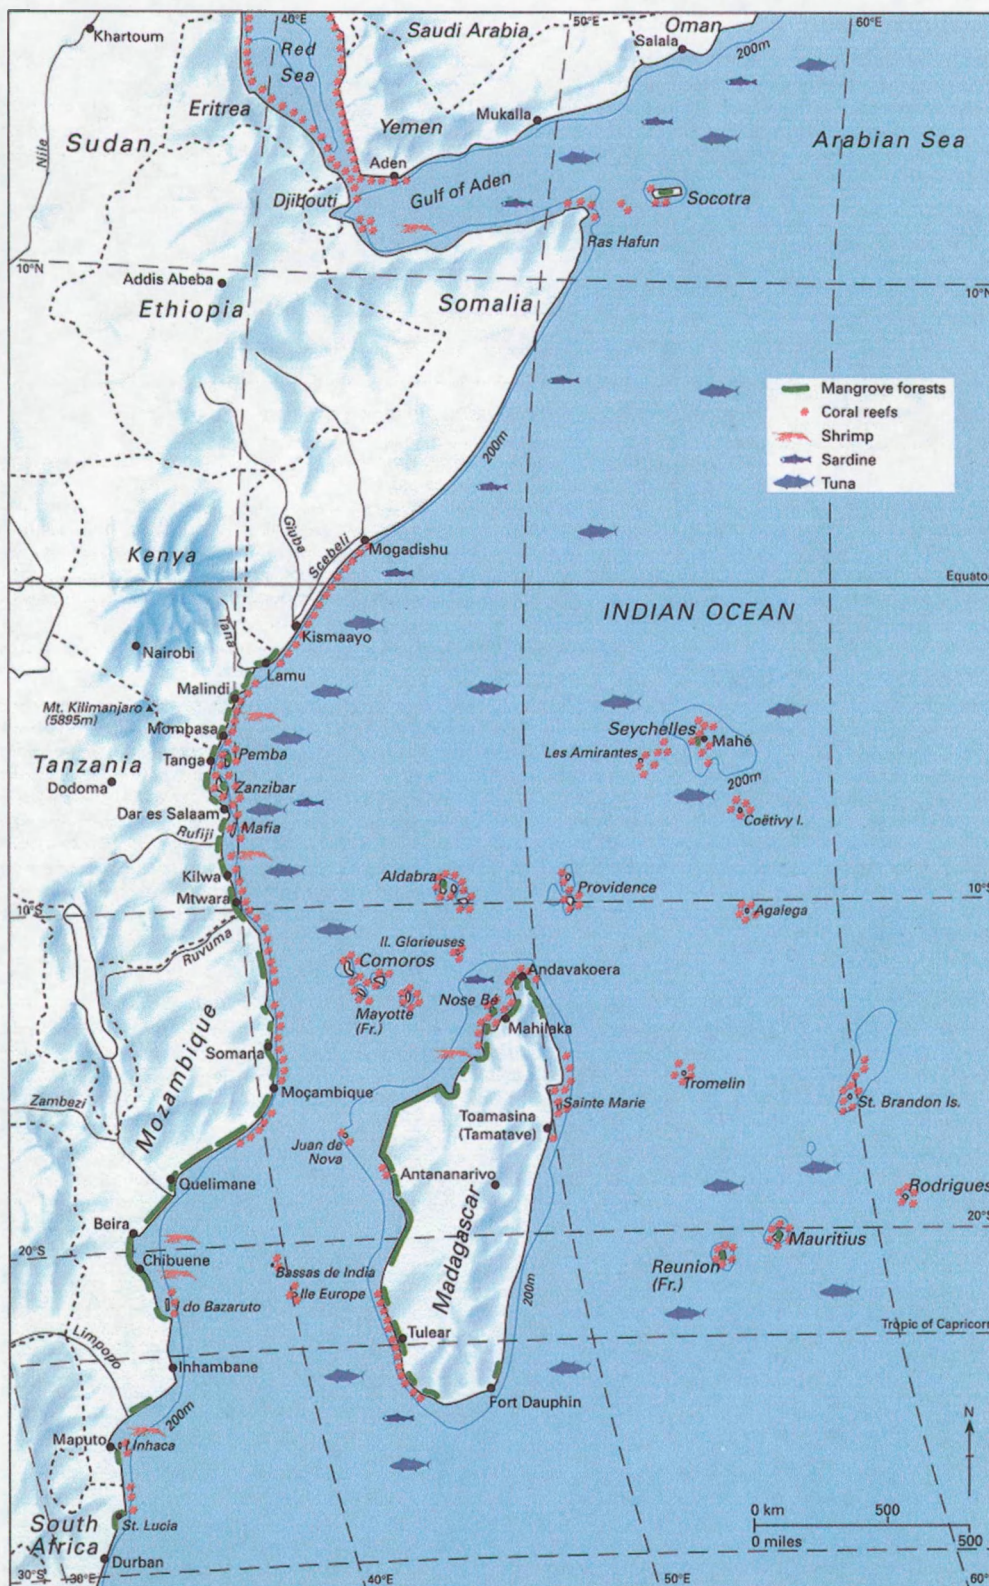 40°E
50°E
60°E
Khartoum
Red
Sea
Saudi Arabia
Oman
Salala
200m
Eritrea
Mukalla
Yemen
Arabian Sea
Sudan
Nile
Aden
Gulf of Aden
Djibouti
Socotra
Ras Hafun
10°N
10°N
Addis Abeba
Ethiopia
Somalia
Mangrove forests
Coral reefs
Shrimp
Sardine
Tuna
200m
Giuba
Scebeli
Mogadishu
Kenya
Equator
INDIAN OCEAN
Tana
Kismaayo
Nairobi
Lamu
Malindi
Mt. Kilimanjaro
(5895m)
Mombasa
Seychelles
Mahé
Tanga
Pemba
Les Amirantes
Tanzania
Dodoma
Zanzibar
200m
Dar es Salaam
Coëtivy I.
Rufiji
Mafia
Kilwa
Aldabra
Providence
Mtwara
10°S
10°S
Agalega
Ruvuma
Il. Glorieuses
Comoros
Andavakoera
Nose Bé
Mayotte
(Fr.)
Mahilaka
Mozambique
Somana
Moçambique
Tromelin
Zambezi
Sainte Marie
St. Brandon Is.
Toamasina
(Tamatave)
Juan de
Nova
Antananarivo
Quelimane
Rodrigues
Madagascar
Beira
20°S
20°S
Mauritius
Chibuene
Reunion
(Fr.)
Bassas de India
Ile Europe
I do Bazaruto
200m
Tropic of Capricorn
Limpopo
Tulear
Inhambane
Fort Dauphin
200m
N
Maputo
I Inhaca
0 km 500
0 miles 500
South
Africa
St. Lucia
Durban
30°S
30°E
40°E
50°E
60°E